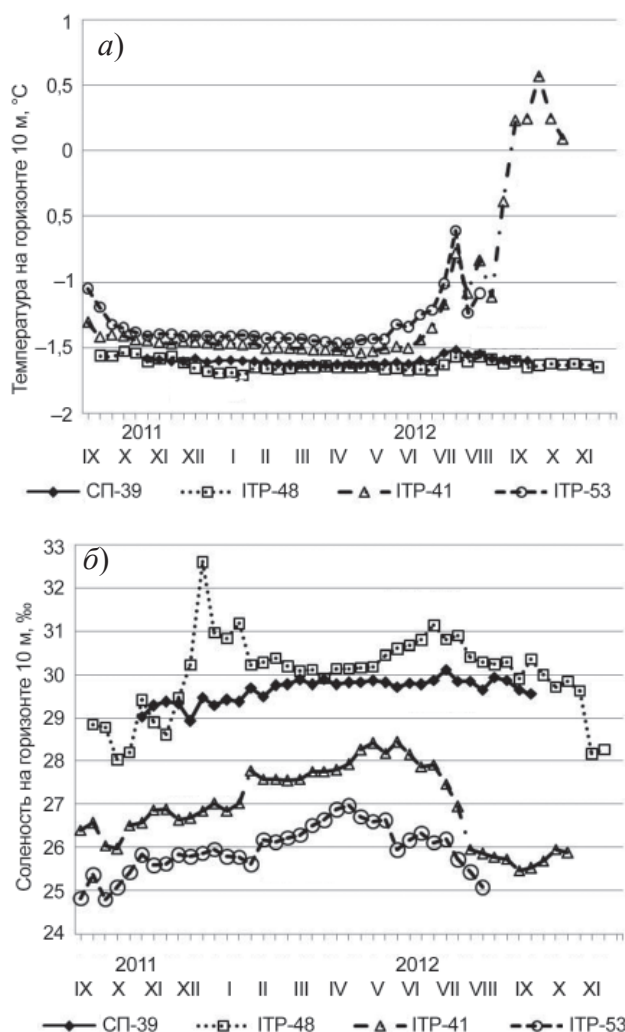 а)
Температура на горизонте 10 м, °С
1
0,5
0
0,5
–1
–1.5
–2
2011
2012
IX X XI XII I II III IV V VI VII VIII IX X XI
СП-39 ITP-48 ITP-41 ITP-53
б)
Соленость на горизонте 10 м, ‰
33
32
31
30
29
28
27
26
25
24
2011
2012
IX X XI XII I II III IV V VI VII VIII IX X XI
СП-39 ITP-48 ITP-41 ITP-53